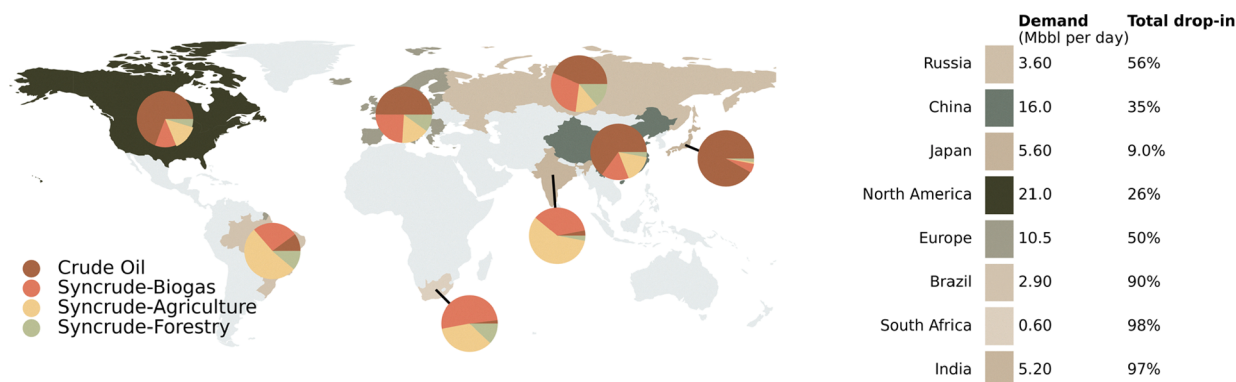 Crude Oil
Syncrude-Biogas
Syncrude-Agriculture
Syncrude-Forestry
Demand Total drop-in
(Mbbl per day)
Russia 3.60 56%
China 16.0 35%
Japan 5.60 9.0%
North America 21.0 26%
Europe 10.5 50%
Brazil 2.90 90%
South Africa 0.60 98%
India 5.20 97%